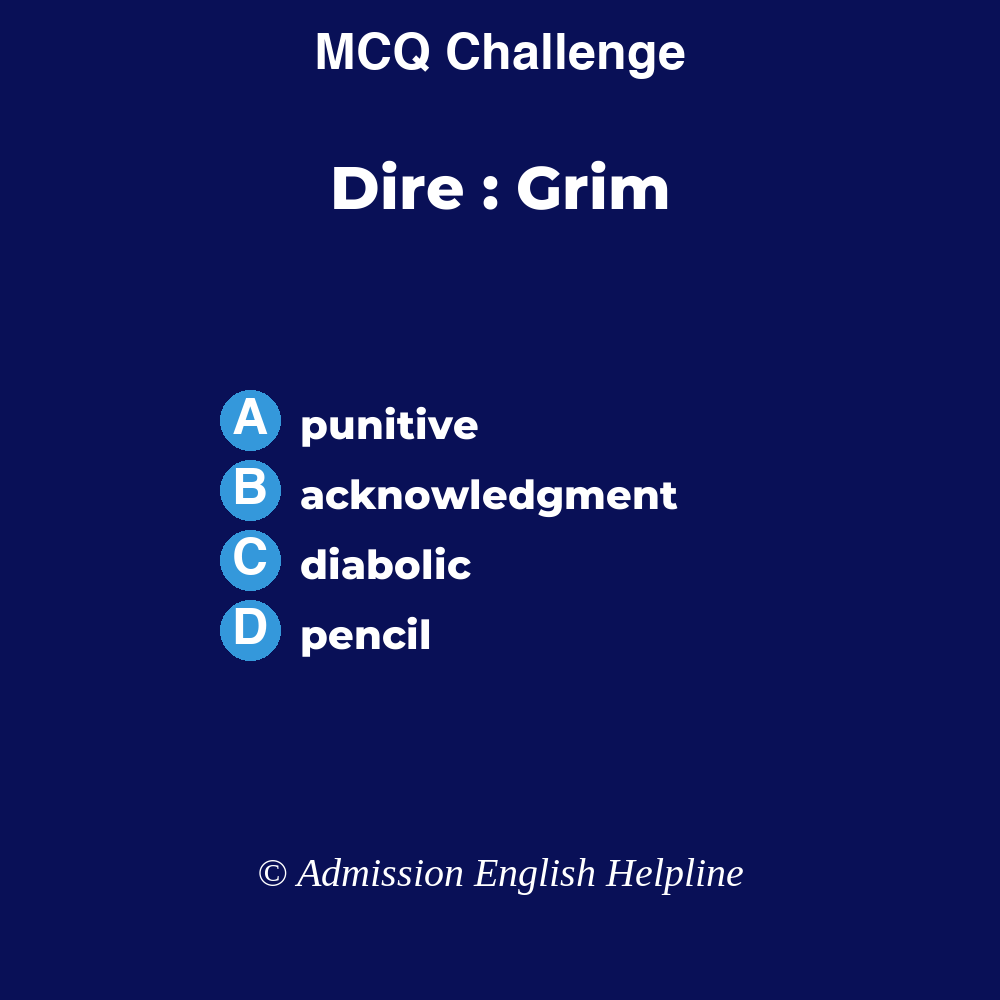 MCQ Challenge
Dire : Grim
A punitive
B acknowledgment
C diabolic
D pencil
© Admission English Helpline